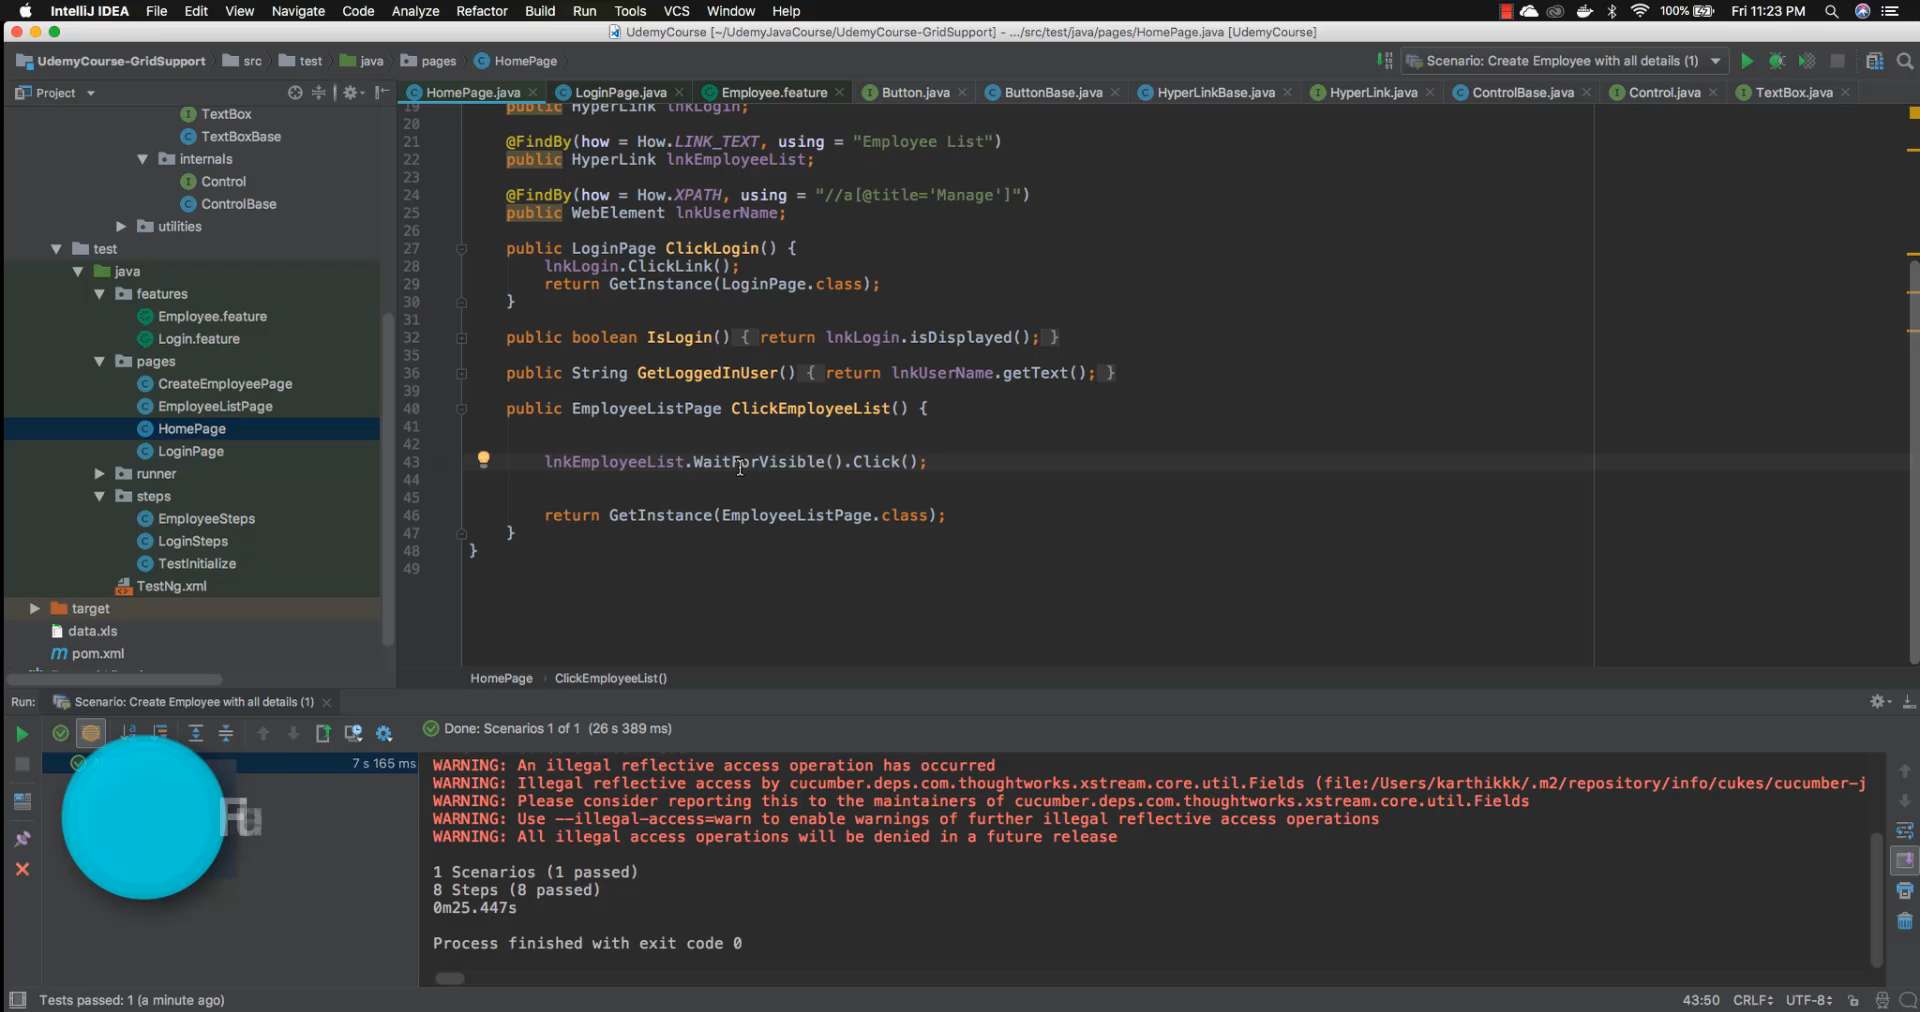 IntelliJ IDEA File Edit View Navigate Code Analyze Refactor Build Run Tools VCS Window Help 100% Fri 11:23 PM
UdemyCourse [~/UdemyJavaCourse/UdemyCourse-GridSupport] - .../src/test/java/pages/HomePage.java [UdemyCourse]
UdemyCourse-GridSupport src test java pages HomePage Scenario: Create Employee with all details (1)
Project HomePage.java LoginPage.java Employee.feature Button.java ButtonBase.java HyperLinkBase.java HyperLink.java ControlBase.java Control.java TextBox.java
TextBox
TextBoxBase
internals
Control
ControlBase
utilities
test
java
features
Employee.feature
Login.feature
pages
CreateEmployeePage
EmployeeListPage
HomePage
LoginPage
runner
steps
EmployeeSteps
LoginSteps
TestInitialize
TestNg.xml
target
data.xls
pom.xml
19 public HyperLink lnkLogin;
20
21 @FindBy(how = How.LINK_TEXT, using = "Employee List")
22 public HyperLink lnkEmployeeList;
23
24 @FindBy(how = How.XPATH, using = "//a[@title='Manage']")
25 public WebElement lnkUserName;
26
27 public LoginPage ClickLogin() {
28 lnkLogin.ClickLink();
29 return GetInstance(LoginPage.class);
30 }
31
32 public boolean IsLogin() { return lnkLogin.isDisplayed(); }
35
36 public String GetLoggedInUser() { return lnkUserName.getText(); }
39
40 public EmployeeListPage ClickEmployeeList() {
41
42
43 lnkEmployeeList.WaitForVisible().Click();
44
45
46 return GetInstance(EmployeeListPage.class);
47 }
48 }
49
HomePage ClickEmployeeList()
Run: Scenario: Create Employee with all details (1)
Done: Scenarios 1 of 1 (26 s 389 ms)
7 s 165 ms
WARNING: An illegal reflective access operation has occurred
WARNING: Illegal reflective access by cucumber.deps.com.thoughtworks.xstream.core.util.Fields (file:/Users/karthikkk/.m2/repository/info/cukes/cucumber-j
WARNING: Please consider reporting this to the maintainers of cucumber.deps.com.thoughtworks.xstream.core.util.Fields
WARNING: Use --illegal-access=warn to enable warnings of further illegal reflective access operations
WARNING: All illegal access operations will be denied in a future release
1 Scenarios (1 passed)
8 Steps (8 passed)
0m25.447s
Process finished with exit code 0
Tests passed: 1 (a minute ago) 43:50 CRLF UTF-8